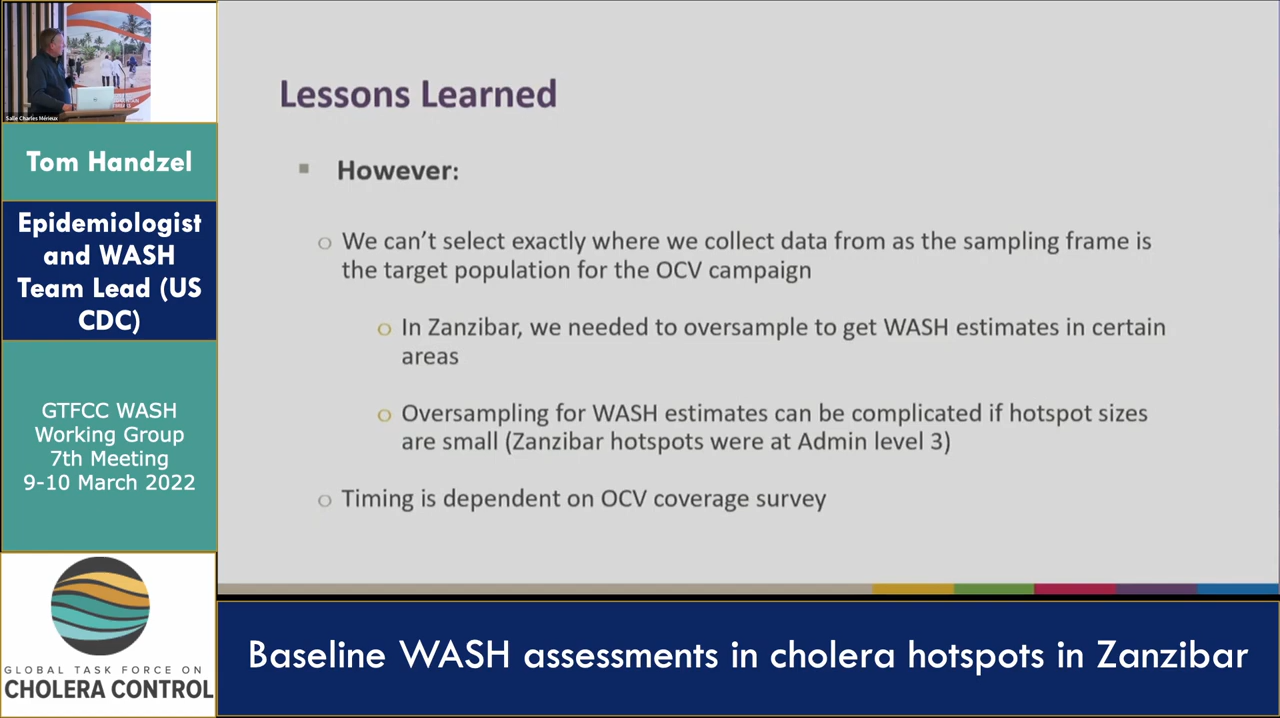 Salle Charles Mérieux
Tom Handzel
Epidemiologist
and WASH
Team Lead (US
CDC)
GTFCC WASH
Working Group
7th Meeting
9-10 March 2022
GLOBAL TASK FORCE ON
CHOLERA CONTROL
Lessons Learned
However:
We can't select exactly where we collect data from as the sampling frame is
the target population for the OCV campaign
In Zanzibar, we needed to oversample to get WASH estimates in certain
areas
Oversampling for WASH estimates can be complicated if hotspot sizes
are small (Zanzibar hotspots were at Admin level 3)
Timing is dependent on OCV coverage survey
Baseline WASH assessments in cholera hotspots in Zanzibar